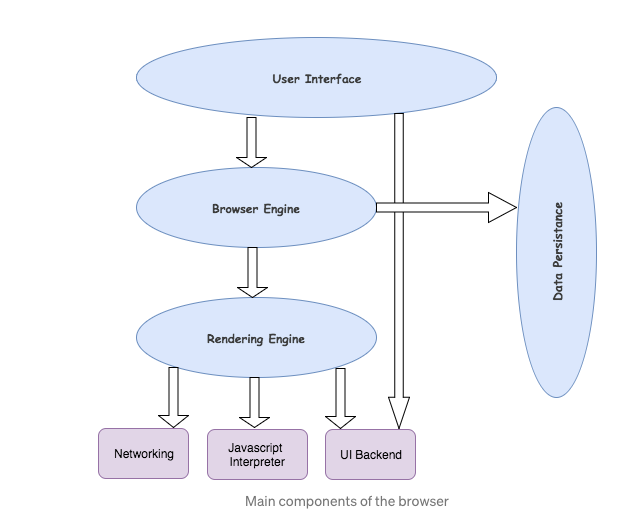 User Interface
Browser Engine
Data Persistance
Rendering Engine
Networking
Javascript
Interpreter
UI Backend
Main components of the browser